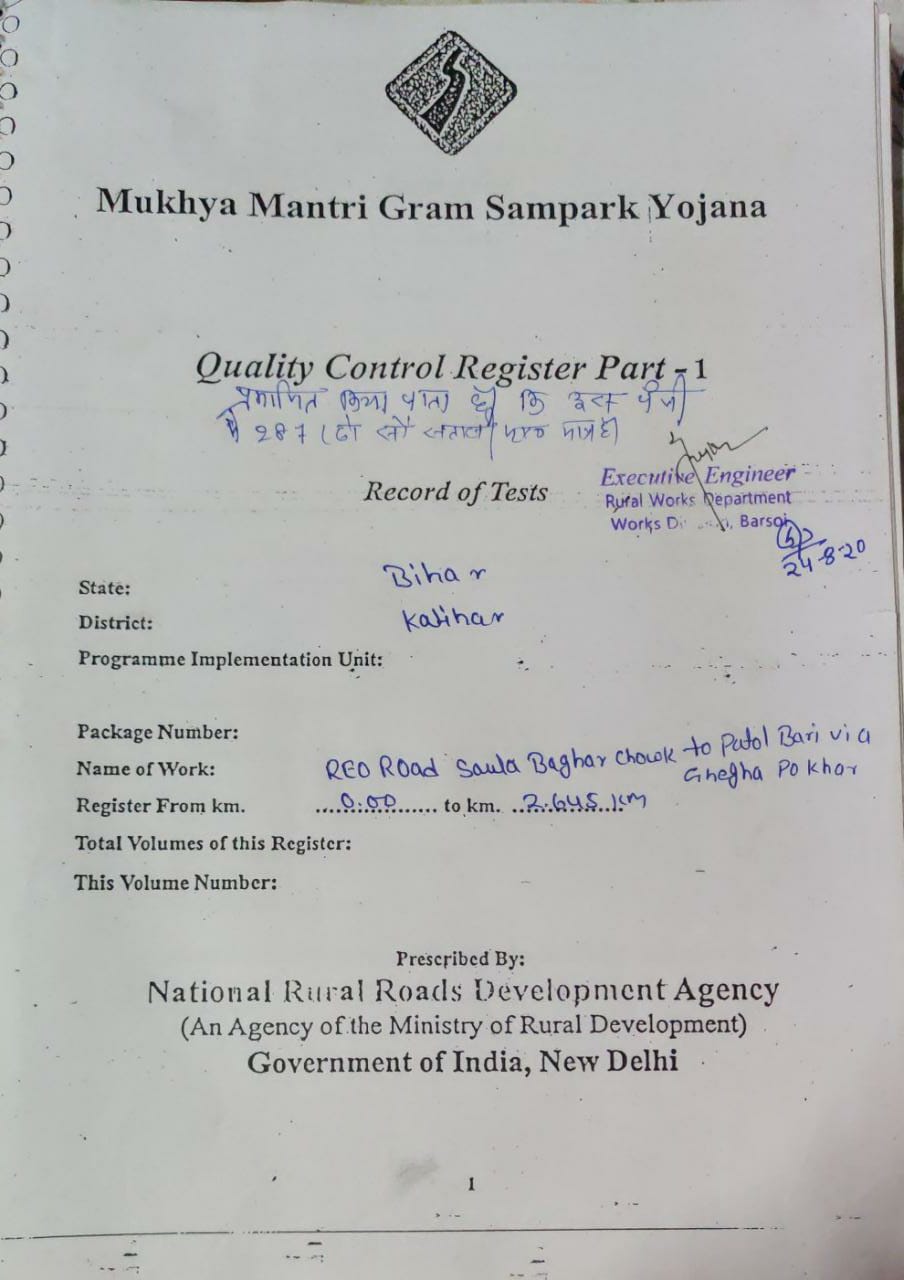 Mukhya Mantri Gram Sampark Yojana
Quality Control Register Part - 1
प्रमाणित किया जाता है कि इस पंजी
में 287 (दो सौ सतासी मात्र है)
Record of Tests
Executive Engineer
Rural Works Department
Works Barsoi
24-8-20
State: Bihar
District: Katihar
Programme Implementation Unit:
Package Number:
Name of Work: REO Road Saula Baghar Chowk to Patol Bari via
Ghegha Pokhar
Register From km. ....0.00........ to km. ..2.645.KM
Total Volumes of this Register:
This Volume Number:
Prescribed By:
National Rural Roads Development Agency
(An Agency of the Ministry of Rural Development)
Government of India, New Delhi
1